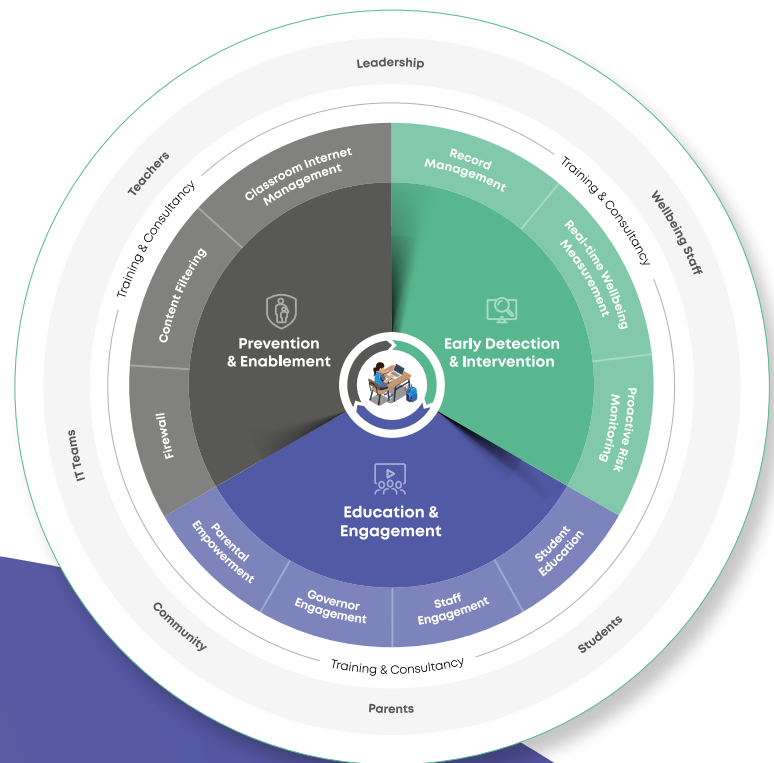 Leadership
Teachers
Wellbeing Staff
IT Teams
Community
Students
Parents
Training & Consultancy
Training & Consultancy
Training & Consultancy
Classroom Internet
Management
Content Filtering
Firewall
Record
Management
Real-time Wellbeing
Measurement
Proactive Risk
Monitoring
Prevention
& Enablement
Early Detection
& Intervention
Education &
Engagement
Parental
Empowerment
Governor
Engagement
Staff
Engagement
Student
Education